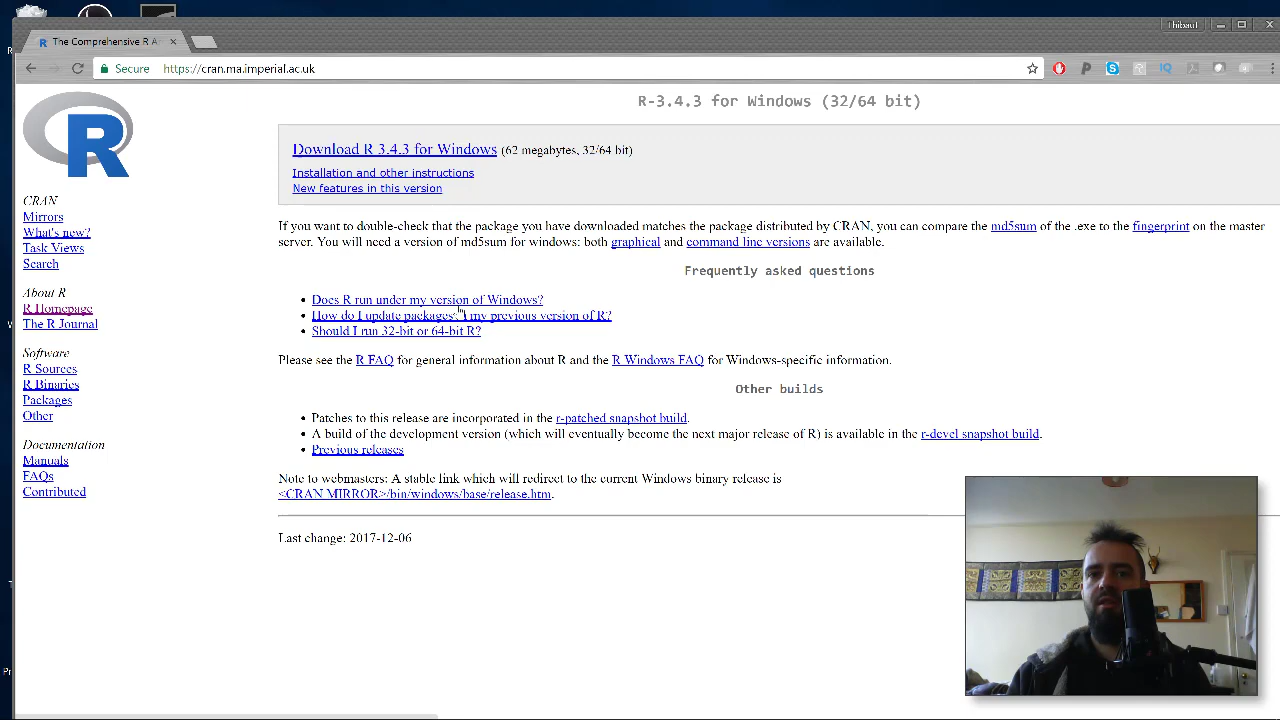 Thibaut
The Comprehensive R A
Secure
https://cran.ma.imperial.ac.uk
R
CRAN
Mirrors
What's new?
Task Views
Search
About R
R Homepage
The R Journal
Software
R Sources
R Binaries
Packages
Other
Documentation
Manuals
FAQs
Contributed
R-3.4.3 for Windows (32/64 bit)
Download R 3.4.3 for Windows (62 megabytes, 32/64 bit)
Installation and other instructions
New features in this version
If you want to double-check that the package you have downloaded matches the package distributed by CRAN, you can compare the md5sum of the .exe to the fingerprint on the master
server. You will need a version of md5sum for windows: both graphical and command line versions are available.
Frequently asked questions
• Does R run under my version of Windows?
• How do I update packages in my previous version of R?
• Should I run 32-bit or 64-bit R?
Please see the R FAQ for general information about R and the R Windows FAQ for Windows-specific information.
Other builds
• Patches to this release are incorporated in the r-patched snapshot build.
• A build of the development version (which will eventually become the next major release of R) is available in the r-devel snapshot build.
• Previous releases
Note to webmasters: A stable link which will redirect to the current Windows binary release is
<CRAN MIRROR>/bin/windows/base/release.htm.
Last change: 2017-12-06